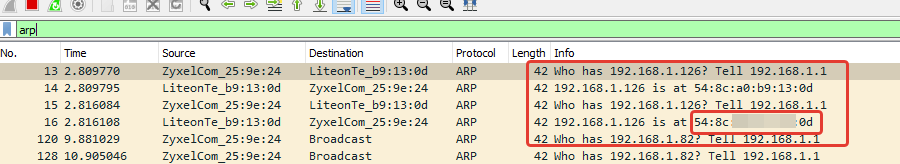 arp
No. Time Source Destination Protocol Length Info
13 2.809770 ZyxelCom_25:9e:24 LiteonTe_b9:13:0d ARP 42 Who has 192.168.1.126? Tell 192.168.1.1
14 2.809795 LiteonTe_b9:13:0d ZyxelCom_25:9e:24 ARP 42 192.168.1.126 is at 54:8c:a0:b9:13:0d
15 2.816084 ZyxelCom_25:9e:24 LiteonTe_b9:13:0d ARP 42 Who has 192.168.1.126? Tell 192.168.1.1
16 2.816108 LiteonTe_b9:13:0d ZyxelCom_25:9e:24 ARP 42 192.168.1.126 is at 54:8c: :0d
120 9.881029 ZyxelCom_25:9e:24 Broadcast ARP 42 Who has 192.168.1.82? Tell 192.168.1.1
128 10.905046 ZyxelCom_25:9e:24 Broadcast ARP 42 Who has 192.168.1.82? Tell 192.168.1.1